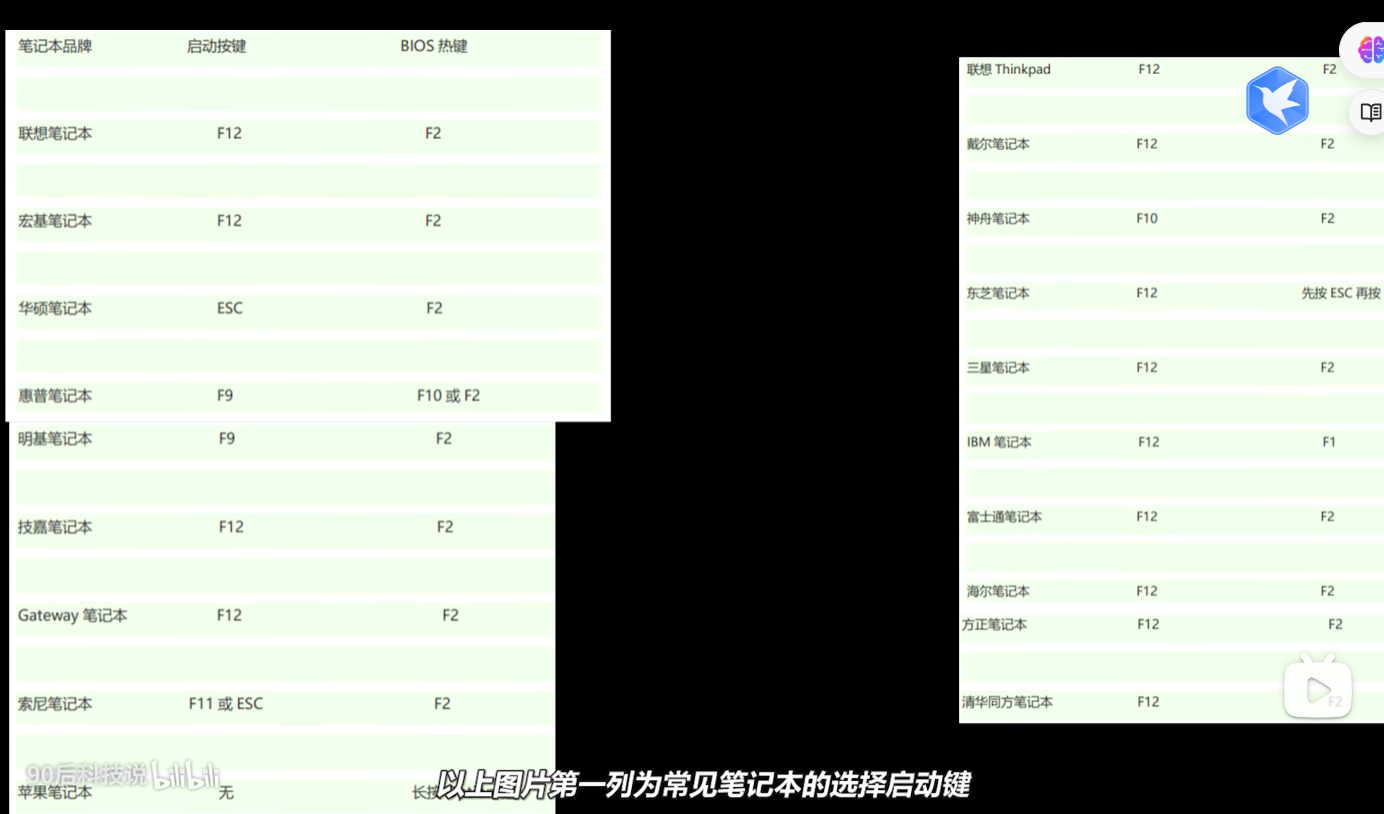 笔记本品牌 启动按键 BIOS 热键
联想笔记本 F12 F2
宏基笔记本 F12 F2
华硕笔记本 ESC F2
惠普笔记本 F9 F10 或 F2
明基笔记本 F9 F2
技嘉笔记本 F12 F2
Gateway 笔记本 F12 F2
索尼笔记本 F11 或 ESC F2
苹果笔记本 无 长按
联想 Thinkpad F12 F2
戴尔笔记本 F12 F2
神舟笔记本 F10 F2
东芝笔记本 F12 先按 ESC 再按
三星笔记本 F12 F2
IBM 笔记本 F12 F1
富士通笔记本 F12 F2
海尔笔记本 F12 F2
方正笔记本 F12 F2
清华同方笔记本 F12 F2
90后科技说 bilibili
以上图片第一列为常见笔记本的选择启动键